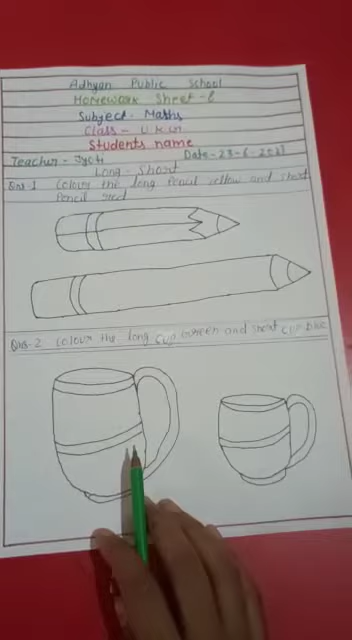 Adhyan Public School
Homework Sheet-6
Subject- Maths
Class- U.K.G
Students name
Teacher- Jyoti Date-23-6-2021
Long - Short
Qns-1 Colour the long Pencil yellow and short
Pencil Red
Qus-2 Colour the long cup Green and short cup blue